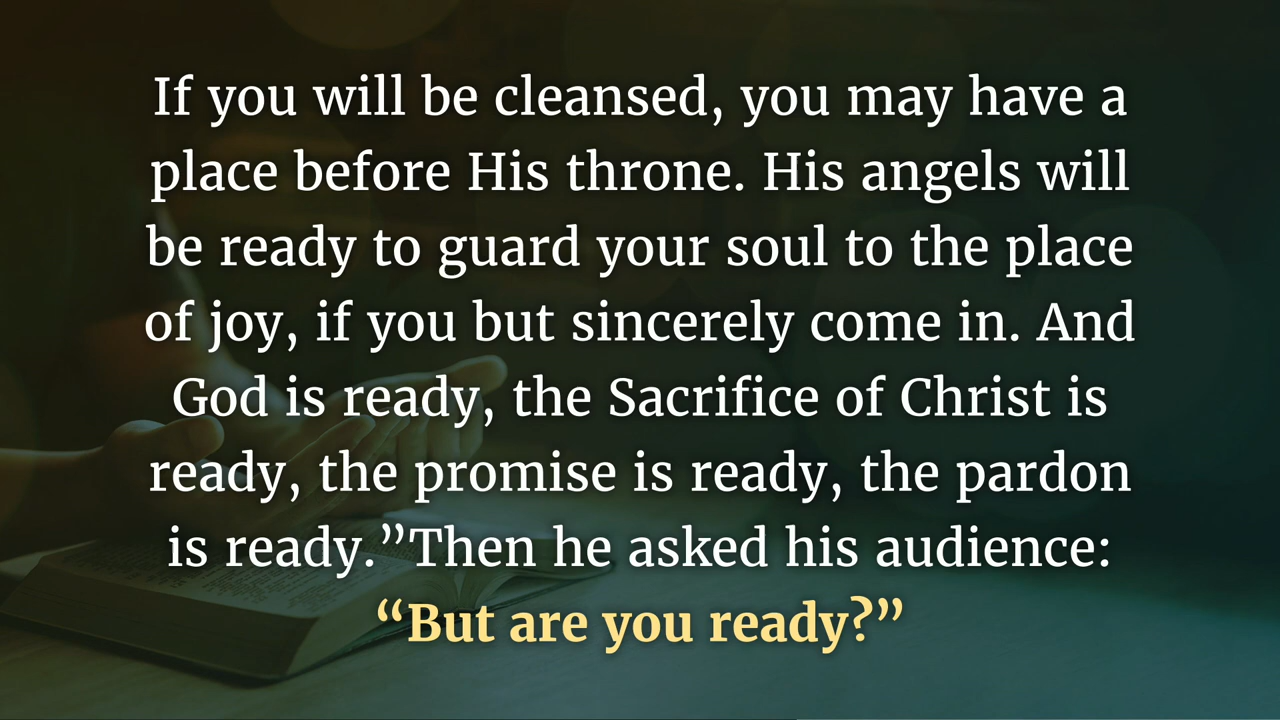 If you will be cleansed, you may have a
place before His throne. His angels will
be ready to guard your soul to the place
of joy, if you but sincerely come in. And
God is ready, the Sacrifice of Christ is
ready, the promise is ready, the pardon
is ready.”Then he asked his audience:
“But are you ready?”